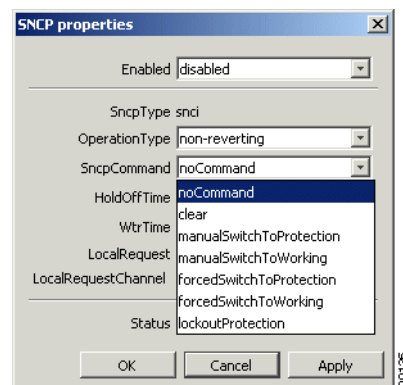 SNCP properties
Enabled disabled
SncpType snci
OperationType non-reverting
SncpCommand noCommand
HoldOffTime noCommand
clear
WtrTime manualSwitchToProtection
LocalRequest manualSwitchToWorking
LocalRequestChannel forcedSwitchToProtection
forcedSwitchToWorking
Status lockoutProtection
OK Cancel Apply